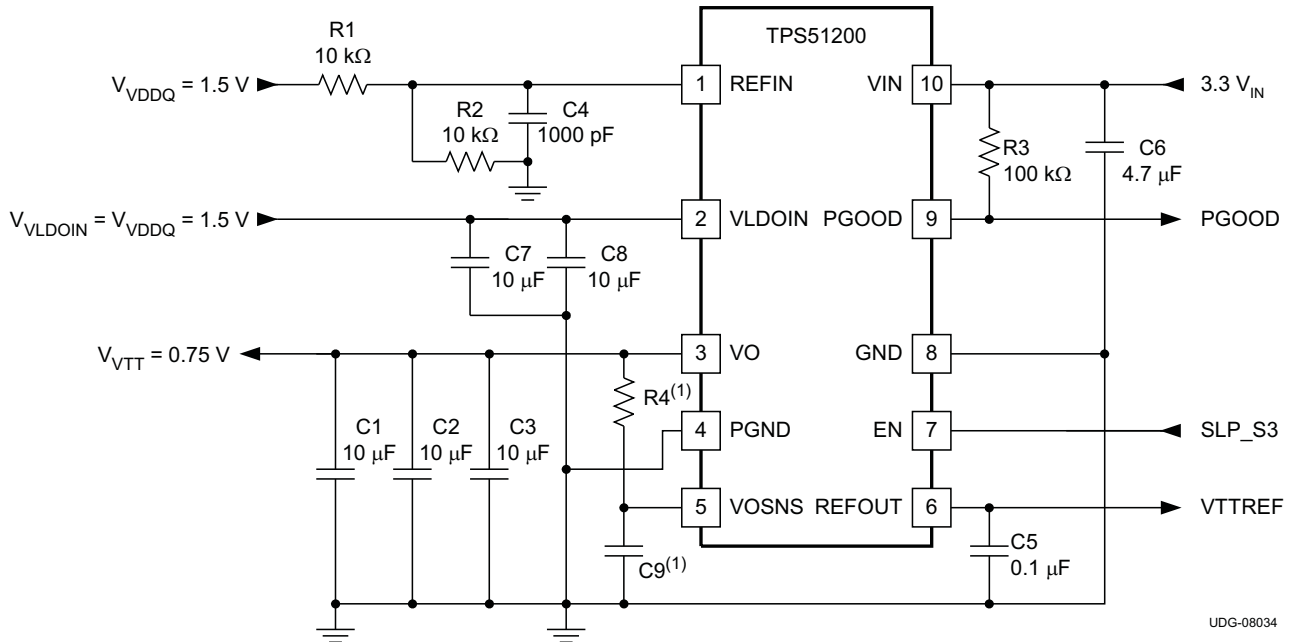 TPS51200
R1
10 kΩ
V_VDDQ = 1.5 V
1 REFIN
VIN 10
3.3 V_IN
R2
10 kΩ
C4
1000 pF
R3
100 kΩ
C6
4.7 μF
V_VLDOIN = V_VDDQ = 1.5 V
2 VLDOIN
PGOOD 9
PGOOD
C7
10 μF
C8
10 μF
V_VTT = 0.75 V
3 VO
GND 8
R4(1)
C1
10 μF
C2
10 μF
C3
10 μF
4 PGND
EN 7
SLP_S3
5 VOSNS
REFOUT 6
VTTREF
C9(1)
C5
0.1 μF
UDG-08034